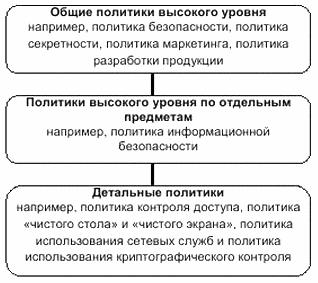 Общие политики высокого уровня
например, политика безопасности, политика
секретности, политика маркетинга, политика
разработки продукции
Политики высокого уровня по отдельным
предметам
например, политика информационной
безопасности
Детальные политики
например, политика контроля доступа, политика
«чистого стола» и «чистого экрана», политика
использования сетевых служб и политика
использования криптографического контроля